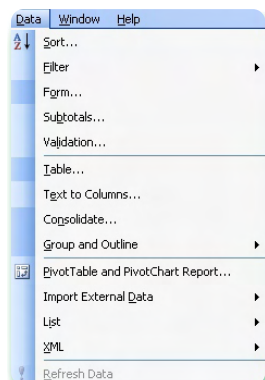 Data Window Help
Sort...
Filter
Form...
Subtotals...
Validation...
Table...
Text to Columns...
Consolidate...
Group and Outline
PivotTable and PivotChart Report...
Import External Data
List
XML
Refresh Data